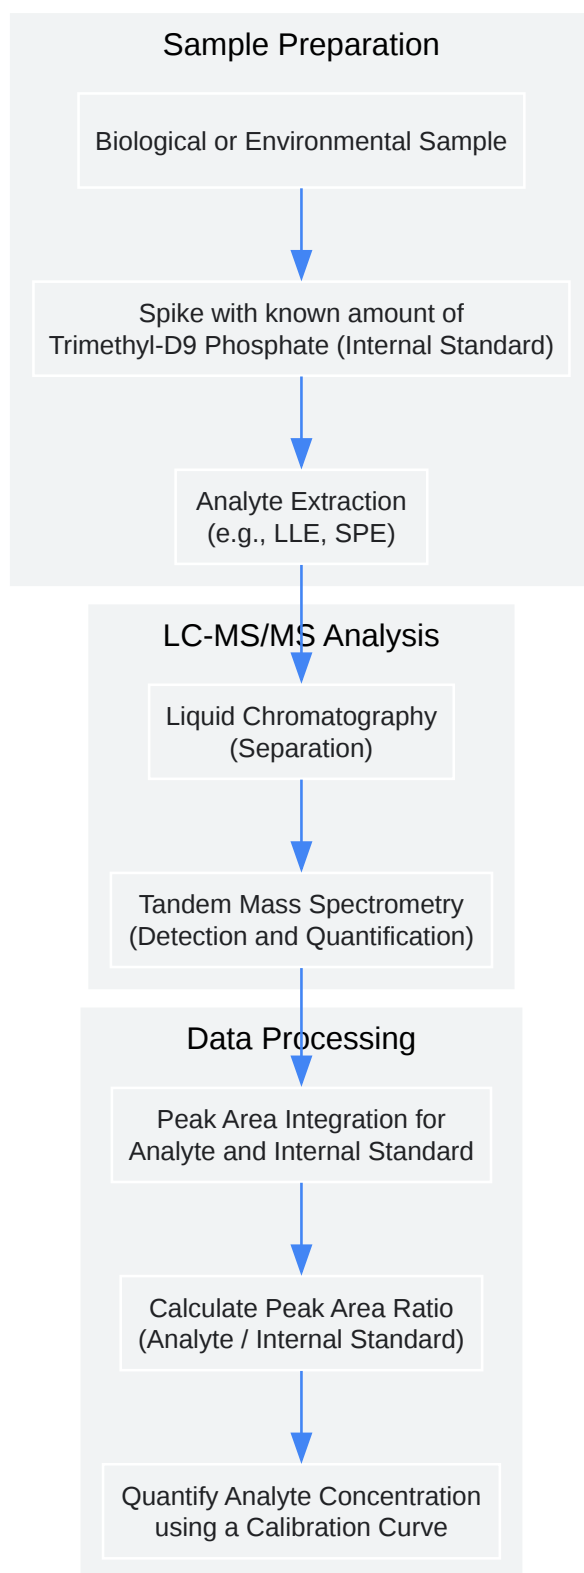 Sample Preparation
Biological or Environmental Sample
Spike with known amount of
Trimethyl-D9 Phosphate (Internal Standard)
Analyte Extraction
(e.g., LLE, SPE)
LC-MS/MS Analysis
Liquid Chromatography
(Separation)
Tandem Mass Spectrometry
(Detection and Quantification)
Data Processing
Peak Area Integration for
Analyte and Internal Standard
Calculate Peak Area Ratio
(Analyte / Internal Standard)
Quantify Analyte Concentration
using a Calibration Curve